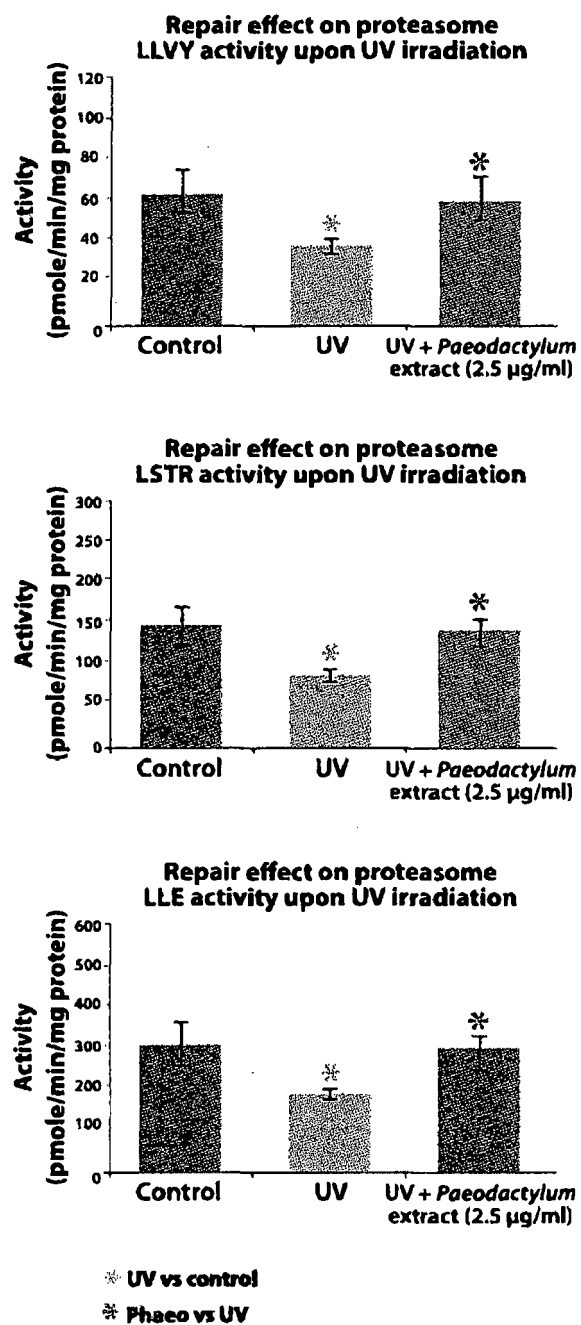 Repair effect on proteasome
LLVY activity upon UV irradiation
Activity
(pmole/min/mg protein)
120
100
80
60
40
20
0
Control
UV
UV + Paeodactylum
extract (2.5 µg/ml)
Repair effect on proteasome
LSTR activity upon UV irradiation
Activity
(pmole/min/mg protein)
300
250
200
150
100
50
0
Control
UV
UV + Paeodactylum
extract (2.5 µg/ml)
Repair effect on proteasome
LLE activity upon UV irradiation
Activity
(pmole/min/mg protein)
600
500
400
300
200
100
0
Control
UV
UV + Paeodactylum
extract (2.5 µg/ml)
* UV vs control
* Phaeo vs UV